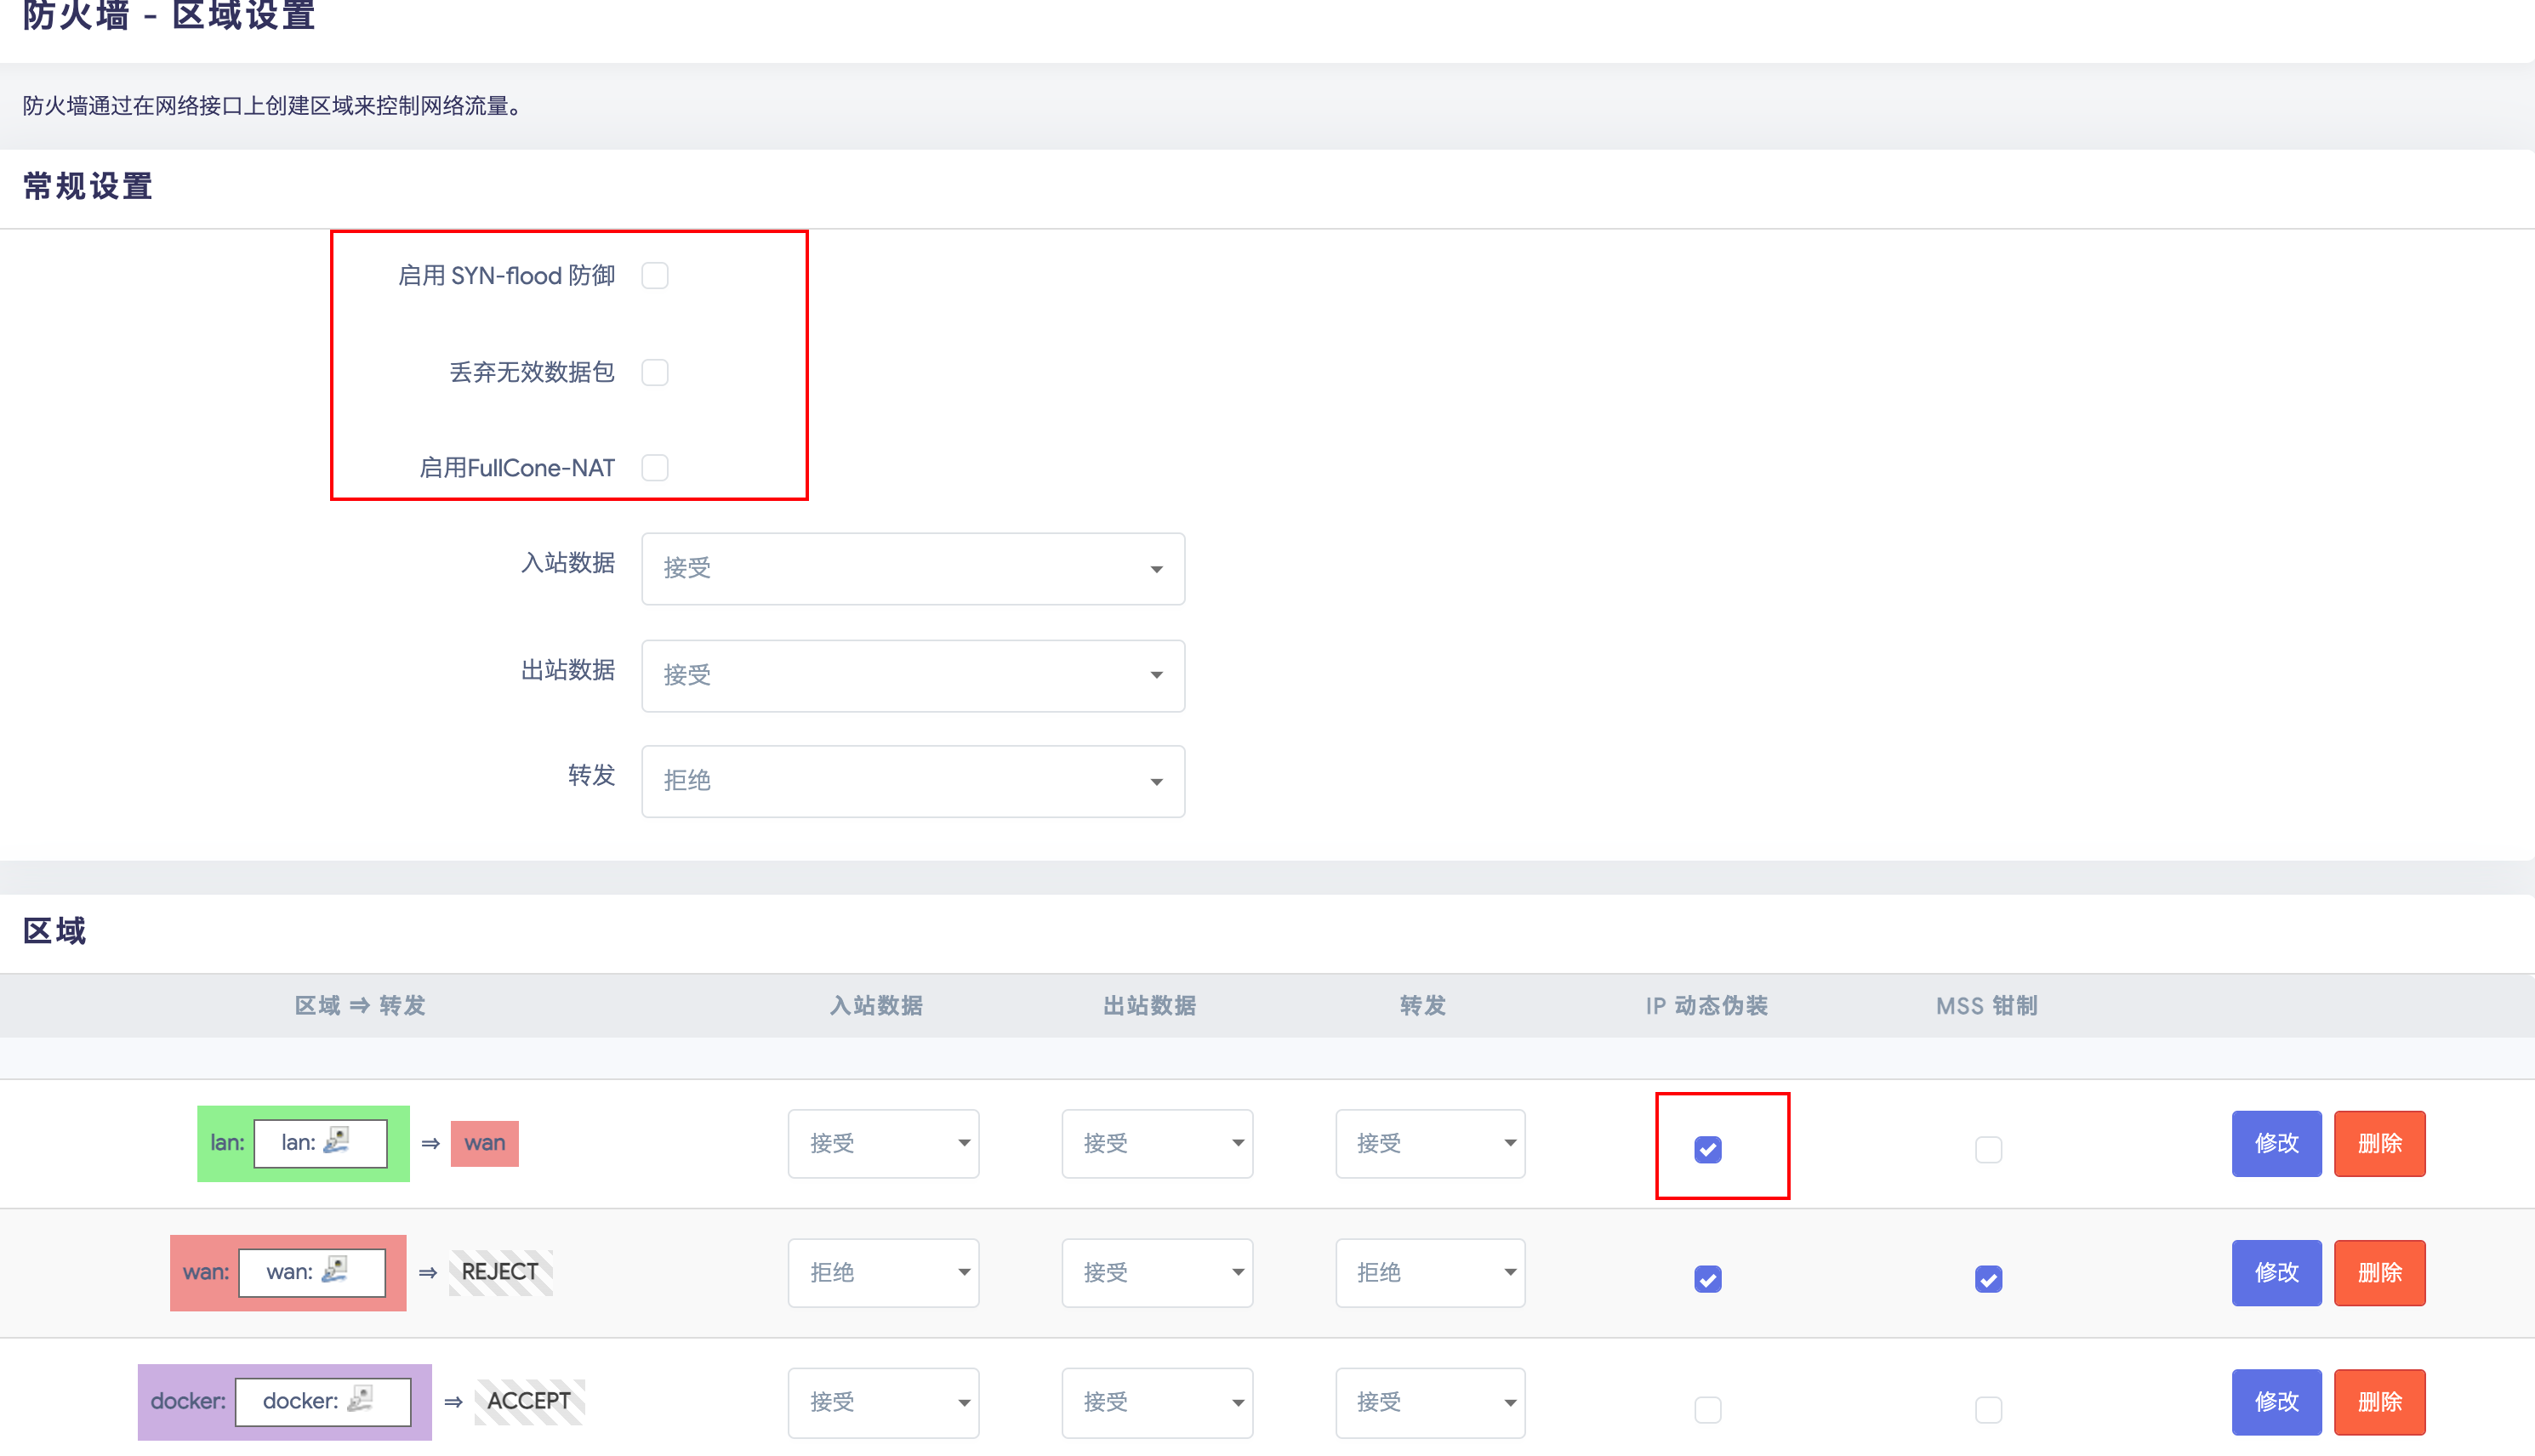 防火墙 - 区域设置
防火墙通过在网络接口上创建区域来控制网络流量。
常规设置
启用 SYN-flood 防御
丢弃无效数据包
启用FullCone-NAT
入站数据 接受
出站数据 接受
转发 拒绝
区域
区域 ⇒ 转发 入站数据 出站数据 转发 IP 动态伪装 MSS 钳制
lan: lan: ⇒ wan 接受 接受 接受 修改 删除
wan: wan: ⇒ REJECT 拒绝 接受 拒绝 修改 删除
docker: docker: ⇒ ACCEPT 接受 接受 接受 修改 删除